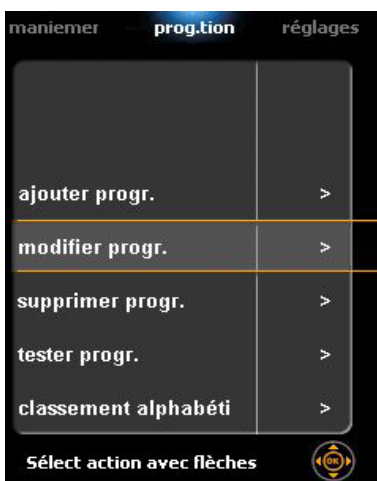 maniemer prog.tion réglages
ajouter progr. >
modifier progr. >
supprimer progr. >
tester progr. >
classement alphabéti >
Sélect action avec flèches OK